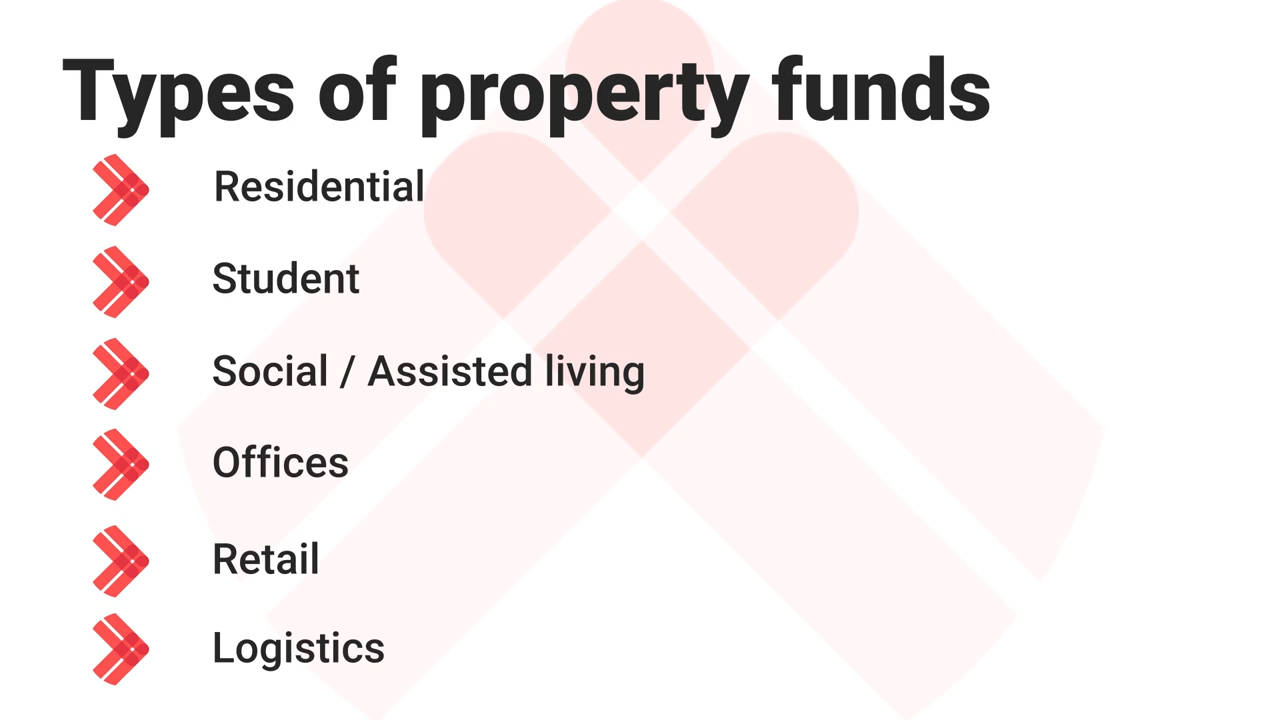 Types of property funds
Residential
Student
Social / Assisted living
Offices
Retail
Logistics